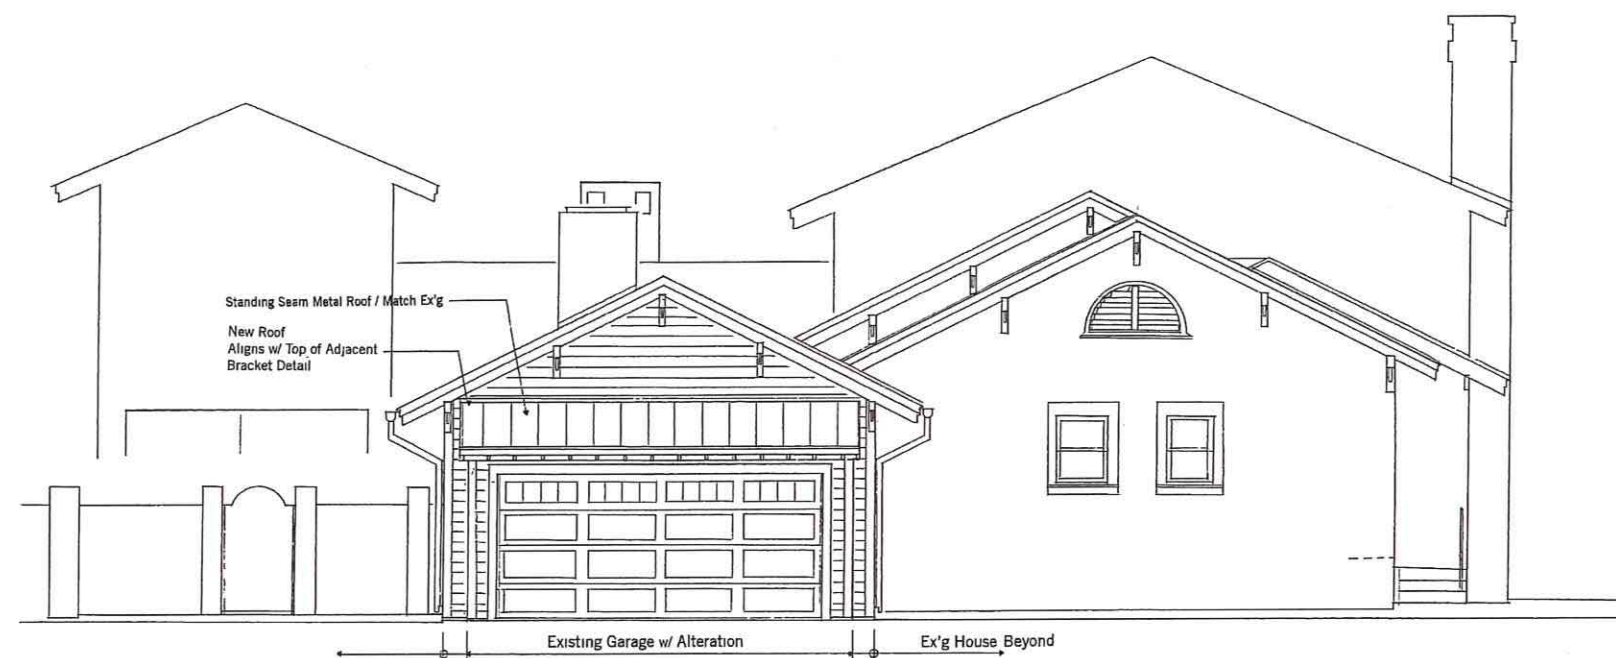 Standing Seam Metal Roof / Match Ex'g
New Roof
Aligns w/ Top of Adjacent
Bracket Detail
Existing Garage w/ Alteration
Ex'g House Beyond